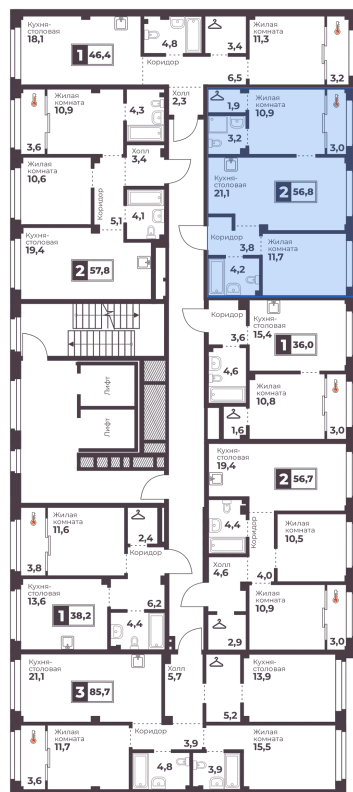 Кухня-
столовая
18,1
1 46,4
4,8
3,4
Жилая
комната
11,3
Коридор
6,5
3,2
Холл
2,3
Жилая
комната
10,9
4,3
3,6
1,9
Жилая
комната
10,9
3,2
3,0
Жилая
комната
10,6
Холл
3,4
Коридор
5,1
4,1
Кухня-
столовая
21,1
2 56,8
Кухня-
столовая
19,4
2 57,8
Коридор
3,8
Жилая
комната
11,7
4,2
Коридор
3,6
Кухня-
столовая
15,4
1 36,0
4,6
Жилая
комната
10,8
1,6
3,0
Лифт
Лифт
Кухня-
столовая
19,4
2 56,7
Жилая
комната
11,6
2,4
3,8
Коридор
4,4
Коридор
Жилая
комната
10,5
Холл
4,6
4,0
Кухня-
столовая
13,6
1 38,2
6,2
4,4
Жилая
комната
10,9
2,9
3,0
Кухня-
столовая
21,1
3 85,7
Холл
5,7
5,2
Жилая
комната
13,9
Жилая
комната
11,7
Коридор
3,9
3,6
4,8
3,9
Жилая
комната
15,5